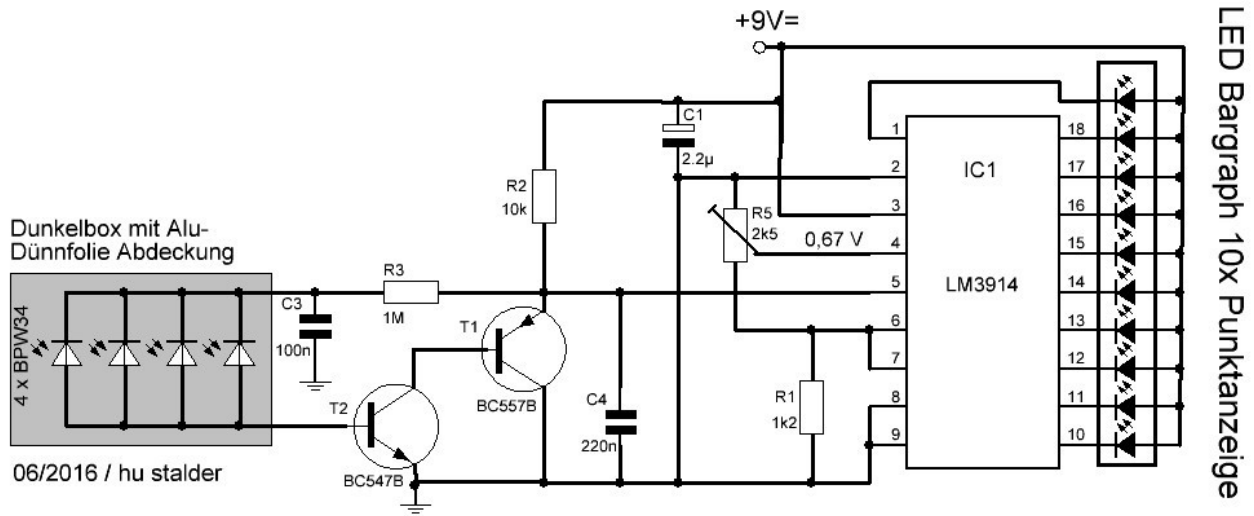 +9V=
LED Bargraph 10x Punktanzeige
C1
2.2µ
R2
10k
R5
2k5
0,67 V
IC1
LM3914
1
2
3
4
5
6
7
8
9
18
17
16
15
14
13
12
11
10
Dunkelbox mit Alu-
Dünnfolie Abdeckung
4 x BPW34
C3
100n
R3
1M
T1
BC557B
T2
BC547B
C4
220n
R1
1k2
06/2016 / hu stalder